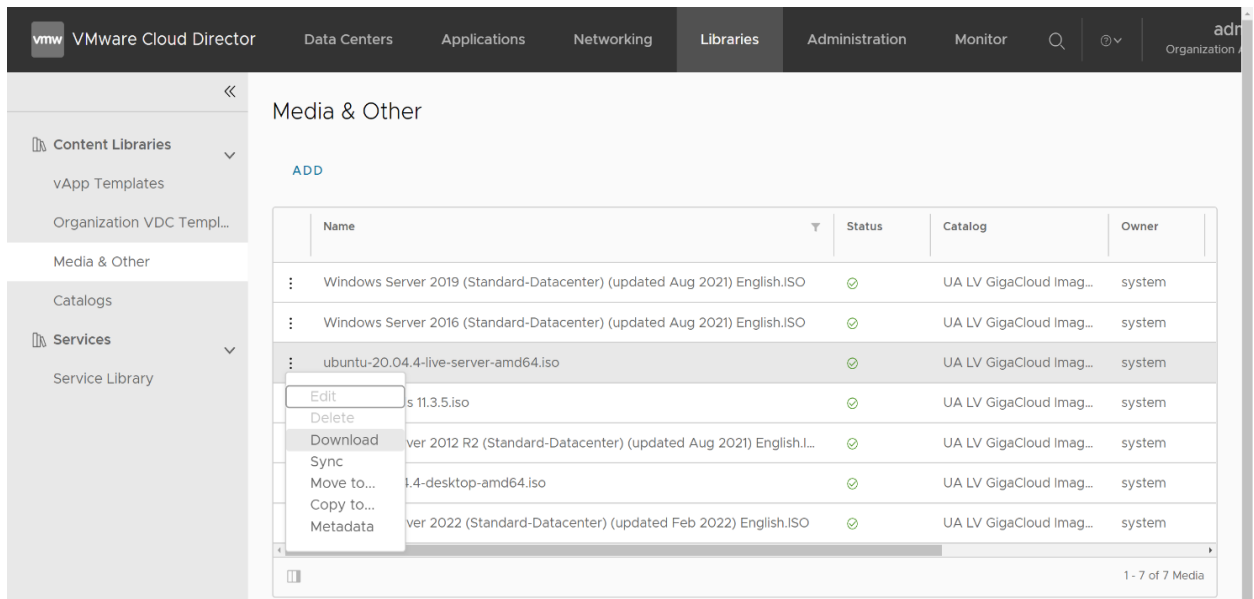 vmw VMware Cloud Director Data Centers Applications Networking Libraries Administration Monitor adr
Organization
Content Libraries
vApp Templates
Organization VDC Templ...
Media & Other
Catalogs
Services
Service Library
Media & Other
ADD
Name Status Catalog Owner
Windows Server 2019 (Standard-Datacenter) (updated Aug 2021) English.ISO UA LV GigaCloud Imag... system
Windows Server 2016 (Standard-Datacenter) (updated Aug 2021) English.ISO UA LV GigaCloud Imag... system
ubuntu-20.04.4-live-server-amd64.iso UA LV GigaCloud Imag... system
s 11.3.5.iso UA LV GigaCloud Imag... system
ver 2012 R2 (Standard-Datacenter) (updated Aug 2021) English.I... UA LV GigaCloud Imag... system
4.4-desktop-amd64.iso UA LV GigaCloud Imag... system
ver 2022 (Standard-Datacenter) (updated Feb 2022) English.ISO UA LV GigaCloud Imag... system
Edit
Delete
Download
Sync
Move to...
Copy to...
Metadata
1 - 7 of 7 Media